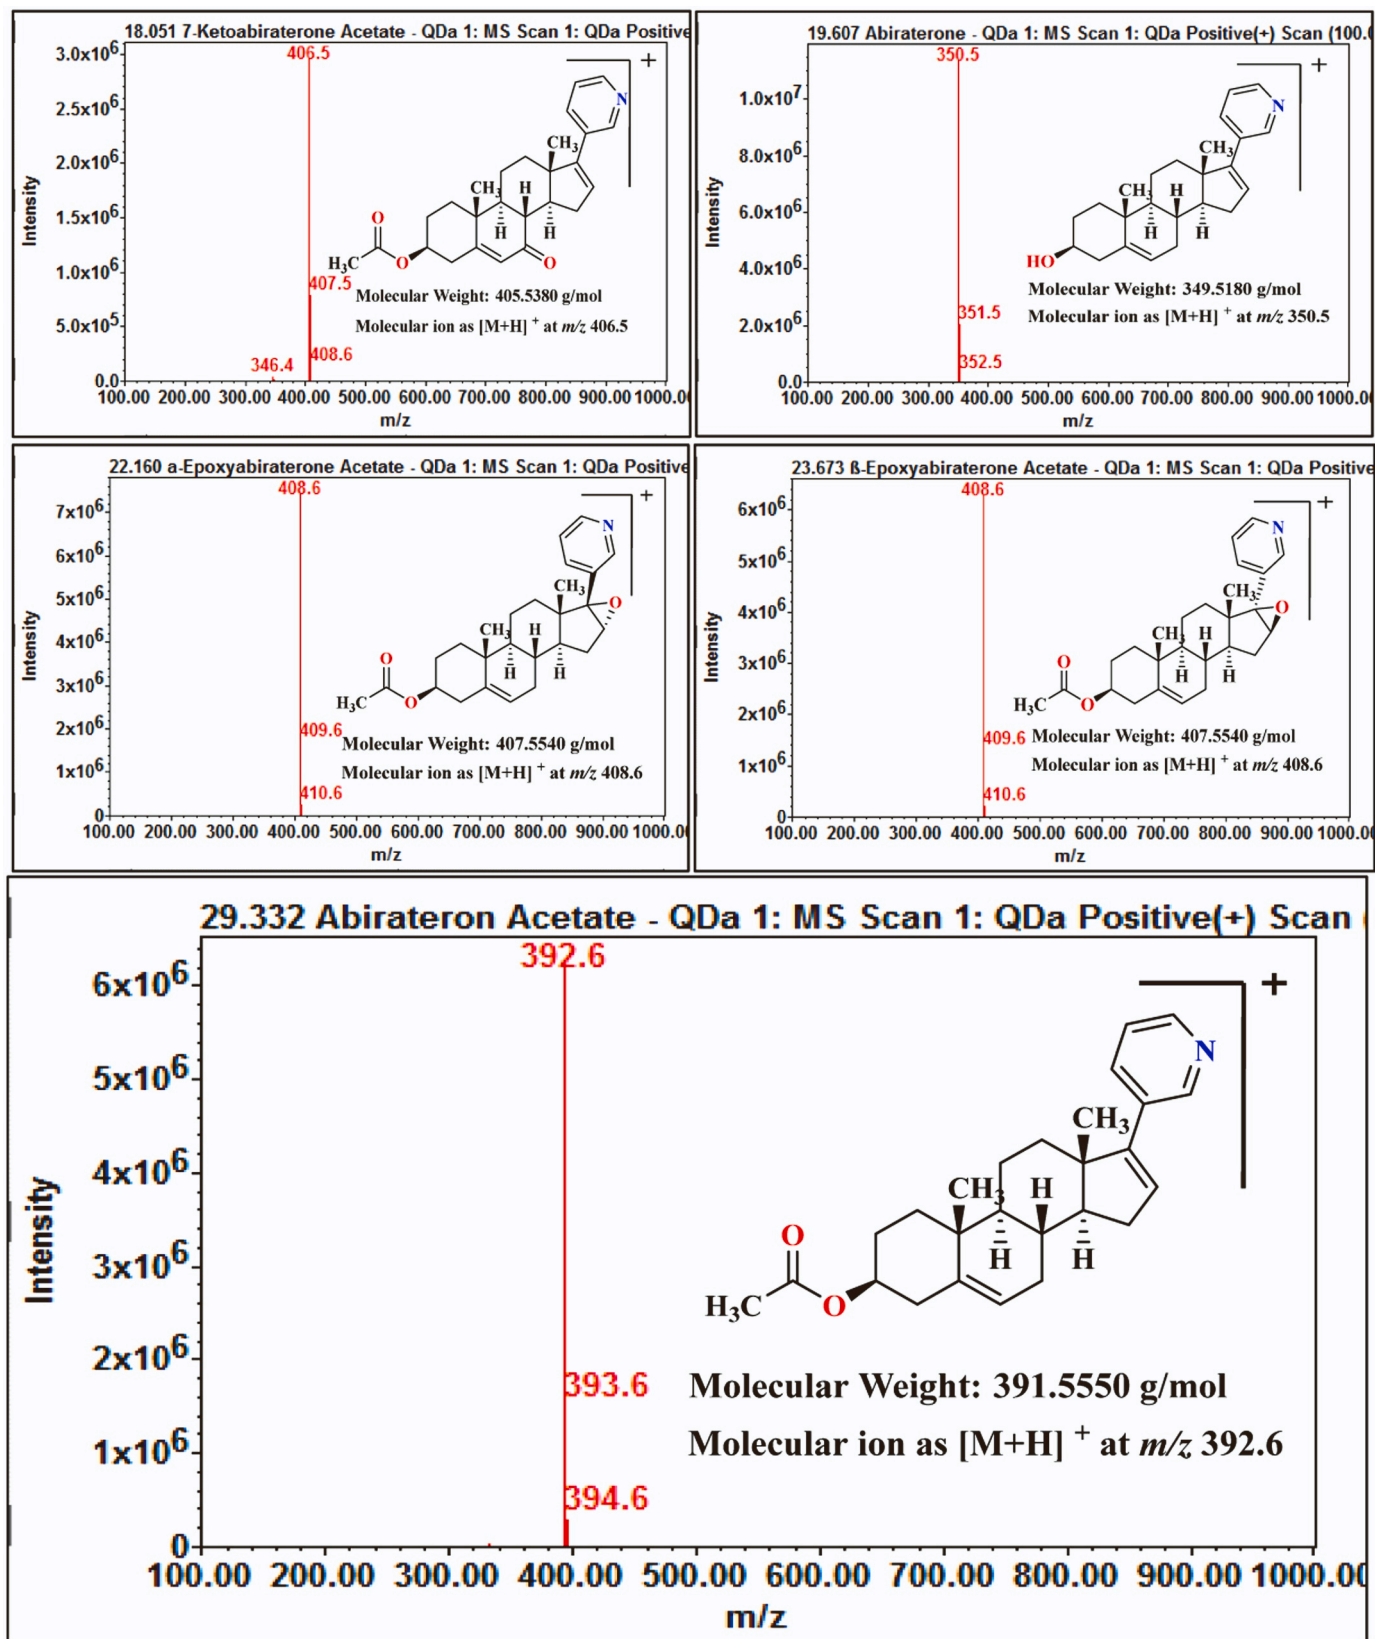 18.051 7-Ketoabiraterone Acetate - QDa 1: MS Scan 1: QDa Positive
406.5
3.0x10⁶
2.5x10⁶
2.0x10⁶
1.5x10⁶
1.0x10⁶
5.0x10⁵
0.0
Intensity
407.5
408.6
346.4
+
N
CH₃
CH₃
H
H
H
O
H₃C
O
O
Molecular Weight: 405.5380 g/mol
Molecular ion as [M+H] ⁺ at m/z 406.5
100.00 200.00 300.00 400.00 500.00 600.00 700.00 800.00 900.00 1000.0
m/z
19.607 Abiraterone - QDa 1: MS Scan 1: QDa Positive(+) Scan (100.0
350.5
1.0x10⁷
8.0x10⁶
6.0x10⁶
4.0x10⁶
2.0x10⁶
0.0
Intensity
351.5
352.5
+
N
CH₃
CH₃
H
H
H
HO
Molecular Weight: 349.5180 g/mol
Molecular ion as [M+H] ⁺ at m/z 350.5
100.00 200.00 300.00 400.00 500.00 600.00 700.00 800.00 900.00 1000.0
m/z
22.160 a-Epoxyabiraterone Acetate - QDa 1: MS Scan 1: QDa Positive
408.6
7x10⁶
6x10⁶
5x10⁶
4x10⁶
3x10⁶
2x10⁶
1x10⁶
0
Intensity
409.6
410.6
+
N
CH₃
O
CH₃
H
H
H
O
H₃C
O
Molecular Weight: 407.5540 g/mol
Molecular ion as [M+H] ⁺ at m/z 408.6
100.00 200.00 300.00 400.00 500.00 600.00 700.00 800.00 900.00 1000.0
m/z
23.673 ß-Epoxyabiraterone Acetate - QDa 1: MS Scan 1: QDa Positive
408.6
6x10⁶
5x10⁶
4x10⁶
3x10⁶
2x10⁶
1x10⁶
0
Intensity
409.6
410.6
+
N
CH₃
O
CH₃
H
H
H
O
H₃C
O
Molecular Weight: 407.5540 g/mol
Molecular ion as [M+H] ⁺ at m/z 408.6
100.00 200.00 300.00 400.00 500.00 600.00 700.00 800.00 900.00 1000.0
m/z
29.332 Abirateron Acetate - QDa 1: MS Scan 1: QDa Positive(+) Scan (
392.6
6x10⁶
5x10⁶
4x10⁶
3x10⁶
2x10⁶
1x10⁶
0
Intensity
393.6
394.6
+
N
CH₃
CH₃
H
H
H
O
H₃C
O
Molecular Weight: 391.5550 g/mol
Molecular ion as [M+H] ⁺ at m/z 392.6
100.00 200.00 300.00 400.00 500.00 600.00 700.00 800.00 900.00 1000.0
m/z